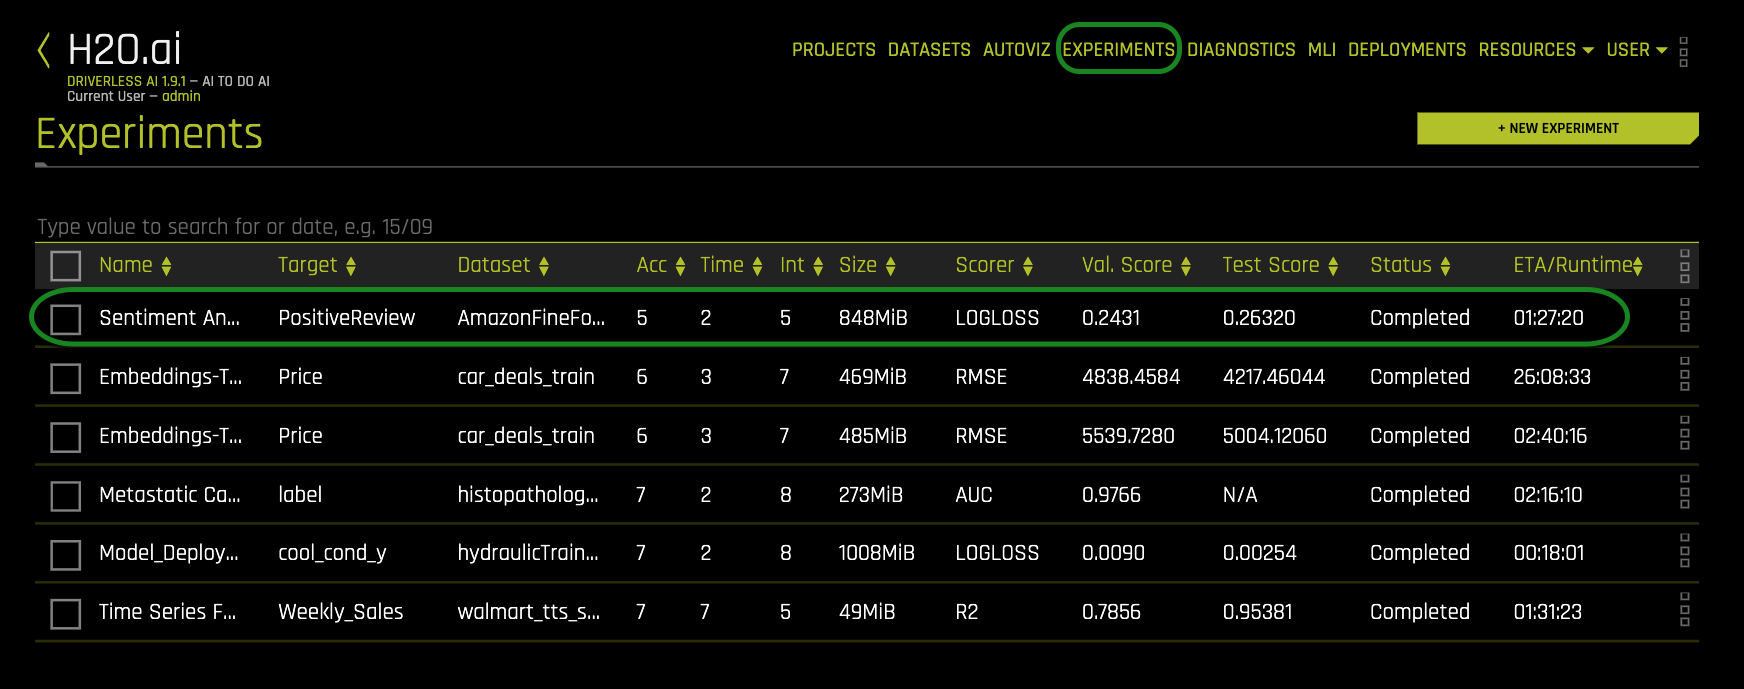 H2O.ai
DRIVERLESS AI 1.9.1 – AI TO DO AI
Current User – admin
PROJECTS DATASETS AUTOVIZ EXPERIMENTS DIAGNOSTICS MLI DEPLOYMENTS RESOURCES USER
Experiments
+ NEW EXPERIMENT
Type value to search for or date, e.g. 15/09
Name Target Dataset Acc Time Int Size Scorer Val. Score Test Score Status ETA/Runtime
Sentiment An... PositiveReview AmazonFineFo... 5 2 5 848MiB LOGLOSS 0.2431 0.26320 Completed 01:27:20
Embeddings-T... Price car_deals_train 6 3 7 469MiB RMSE 4838.4584 4217.46044 Completed 26:08:33
Embeddings-T... Price car_deals_train 6 3 7 485MiB RMSE 5539.7280 5004.12060 Completed 02:40:16
Metastatic Ca... label histopatholog... 7 2 8 273MiB AUC 0.9766 N/A Completed 02:16:10
Model_Deploy... cool_cond_y hydraulicTrain... 7 2 8 1008MiB LOGLOSS 0.0090 0.00254 Completed 00:18:01
Time Series F... Weekly_Sales walmart_tts_s... 7 7 5 49MiB R2 0.7856 0.95381 Completed 01:31:23